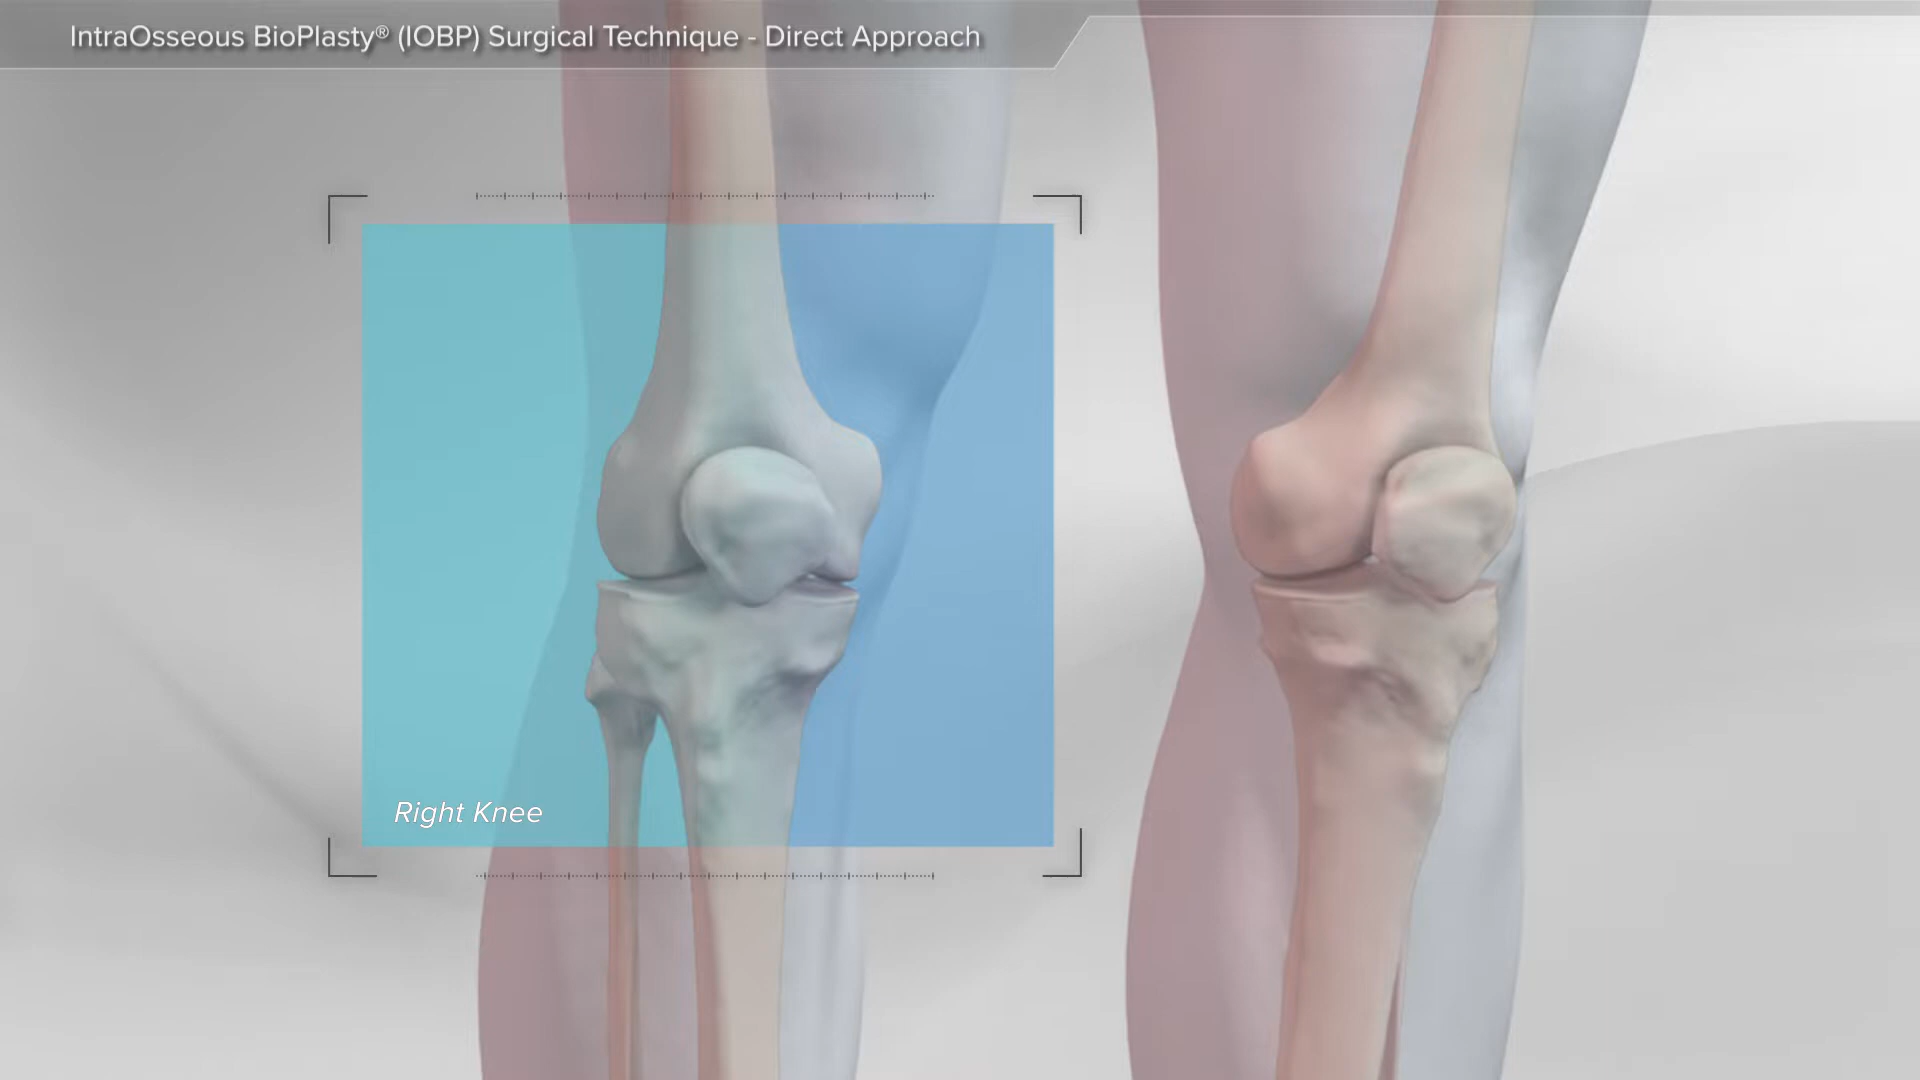 IntraOsseous BioPlasty® (IOBP) Surgical Technique - Direct Approach
Right Knee